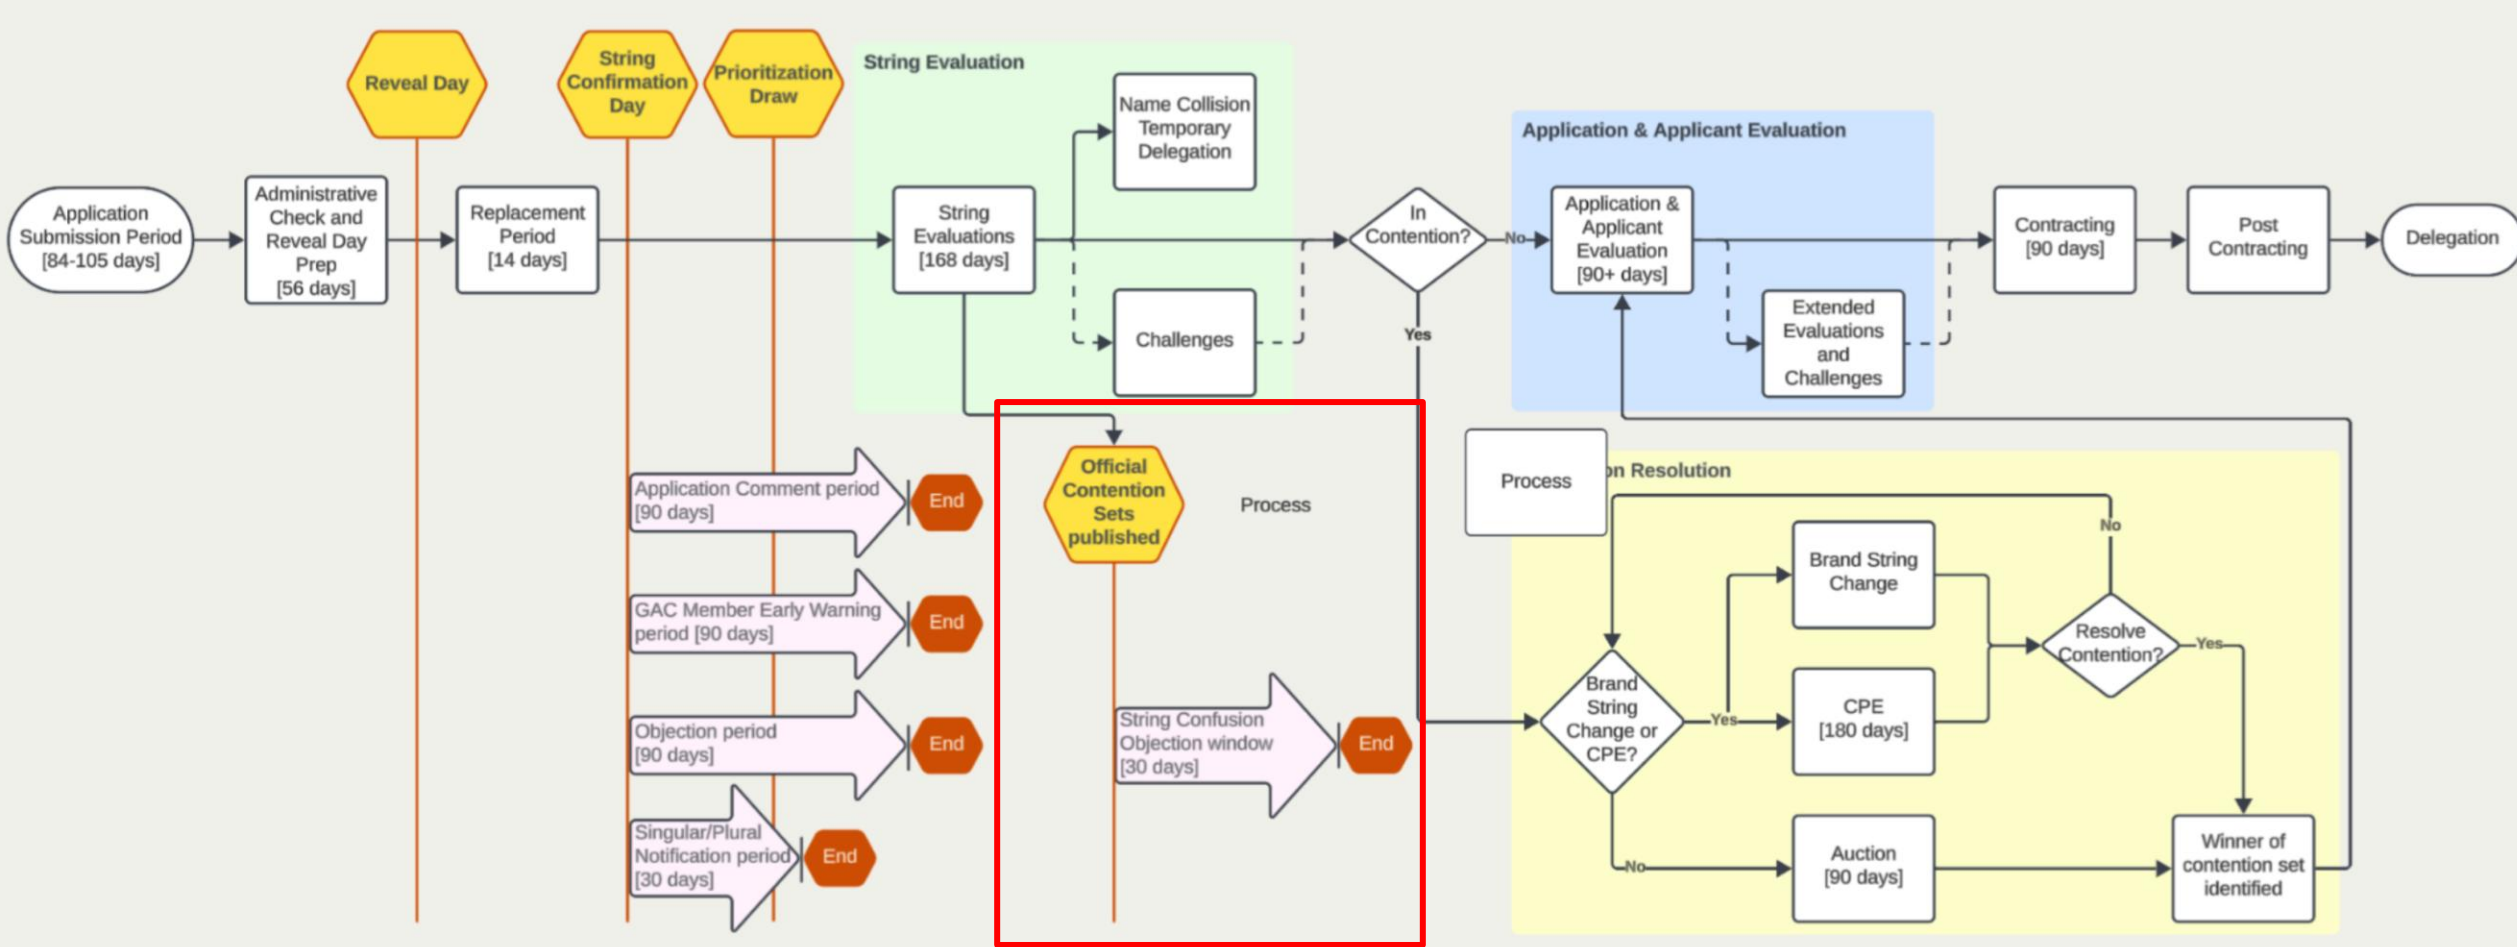 Reveal Day
String
Confirmation
Day
Prioritization
Draw
String Evaluation
Name Collision
Temporary
Delegation
Application & Applicant Evaluation
Application
Submission Period
[84-105 days]
Administrative
Check and
Reveal Day
Prep
[56 days]
Replacement
Period
[14 days]
String
Evaluations
[168 days]
In
Contention?
No
Yes
Application &
Applicant
Evaluation
[90+ days]
Contracting
[90 days]
Post
Contracting
Delegation
Challenges
Extended
Evaluations
and
Challenges
Application Comment period
[90 days]
End
GAC Member Early Warning
period [90 days]
End
Objection period
[90 days]
End
Singular/Plural
Notification period
[30 days]
End
Official
Contention
Sets
published
Process
String Confusion
Objection window
[30 days]
End
Process
on Resolution
Brand
String
Change or
CPE?
Yes
No
Brand String
Change
CPE
[180 days]
Auction
[90 days]
No
Resolve
Contention?
Yes
Winner of
contention set
identified